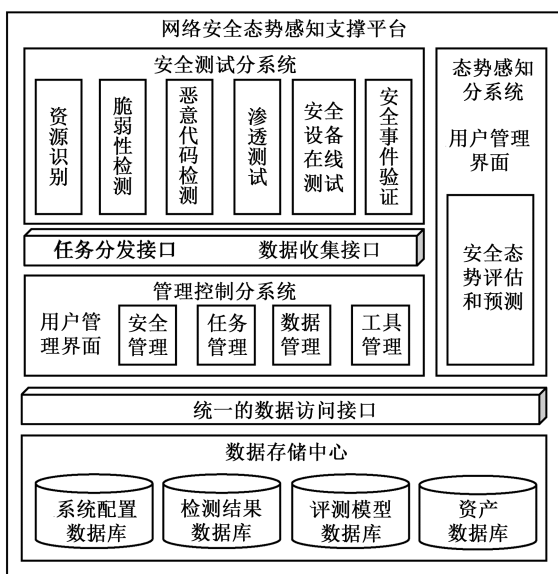 网络安全态势感知支撑平台
安全测试分系统
资源识别
脆弱性检测
恶意代码检测
渗透测试
安全
设备
在线
测试
安全事件验证
态势感知
分系统
用户管理
界面
安全态
势评估
和预测
任务分发接口
数据收集接口
管理控制分系统
用户管
理界面
安全
管理
任务
管理
数据
管理
工具
管理
统一的数据访问接口
数据存储中心
系统配置
数据库
检测结果
数据库
评测模型
数据库
资产
数据库